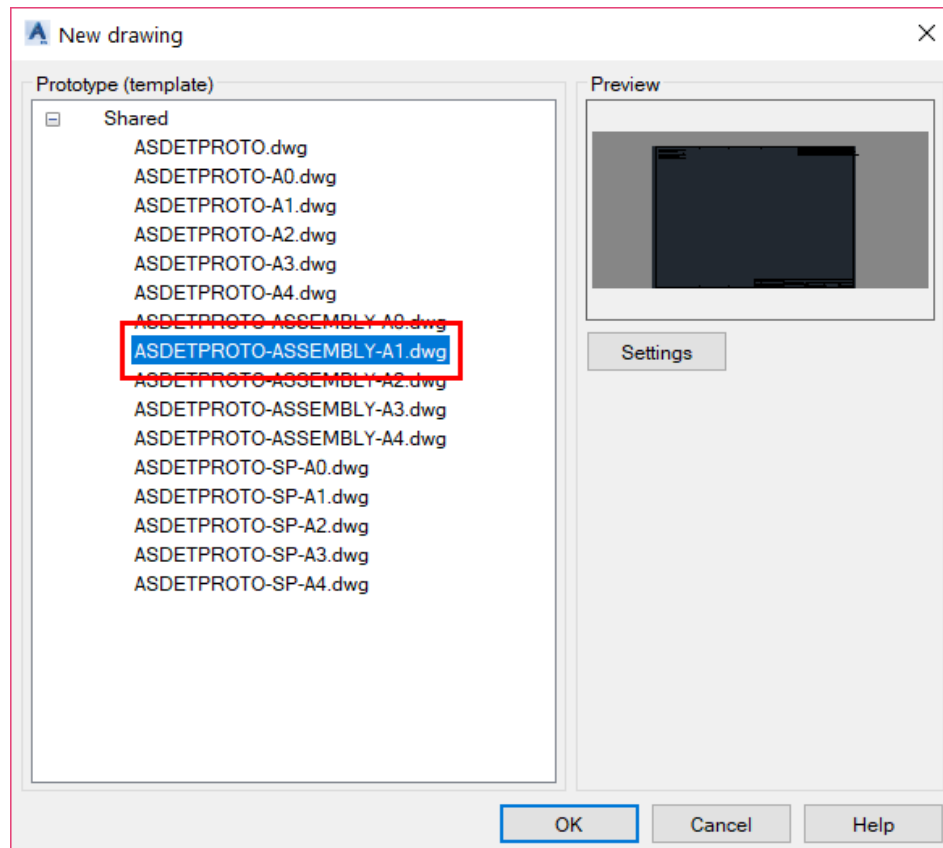 New drawing
Prototype (template)
Shared
ASDETPROTO.dwg
ASDETPROTO-A0.dwg
ASDETPROTO-A1.dwg
ASDETPROTO-A2.dwg
ASDETPROTO-A3.dwg
ASDETPROTO-A4.dwg
ASDETPROTO-ASSEMBLY-A0.dwg
ASDETPROTO-ASSEMBLY-A1.dwg
ASDETPROTO-ASSEMBLY-A2.dwg
ASDETPROTO-ASSEMBLY-A3.dwg
ASDETPROTO-ASSEMBLY-A4.dwg
ASDETPROTO-SP-A0.dwg
ASDETPROTO-SP-A1.dwg
ASDETPROTO-SP-A2.dwg
ASDETPROTO-SP-A3.dwg
ASDETPROTO-SP-A4.dwg
Preview
Settings
OK Cancel Help